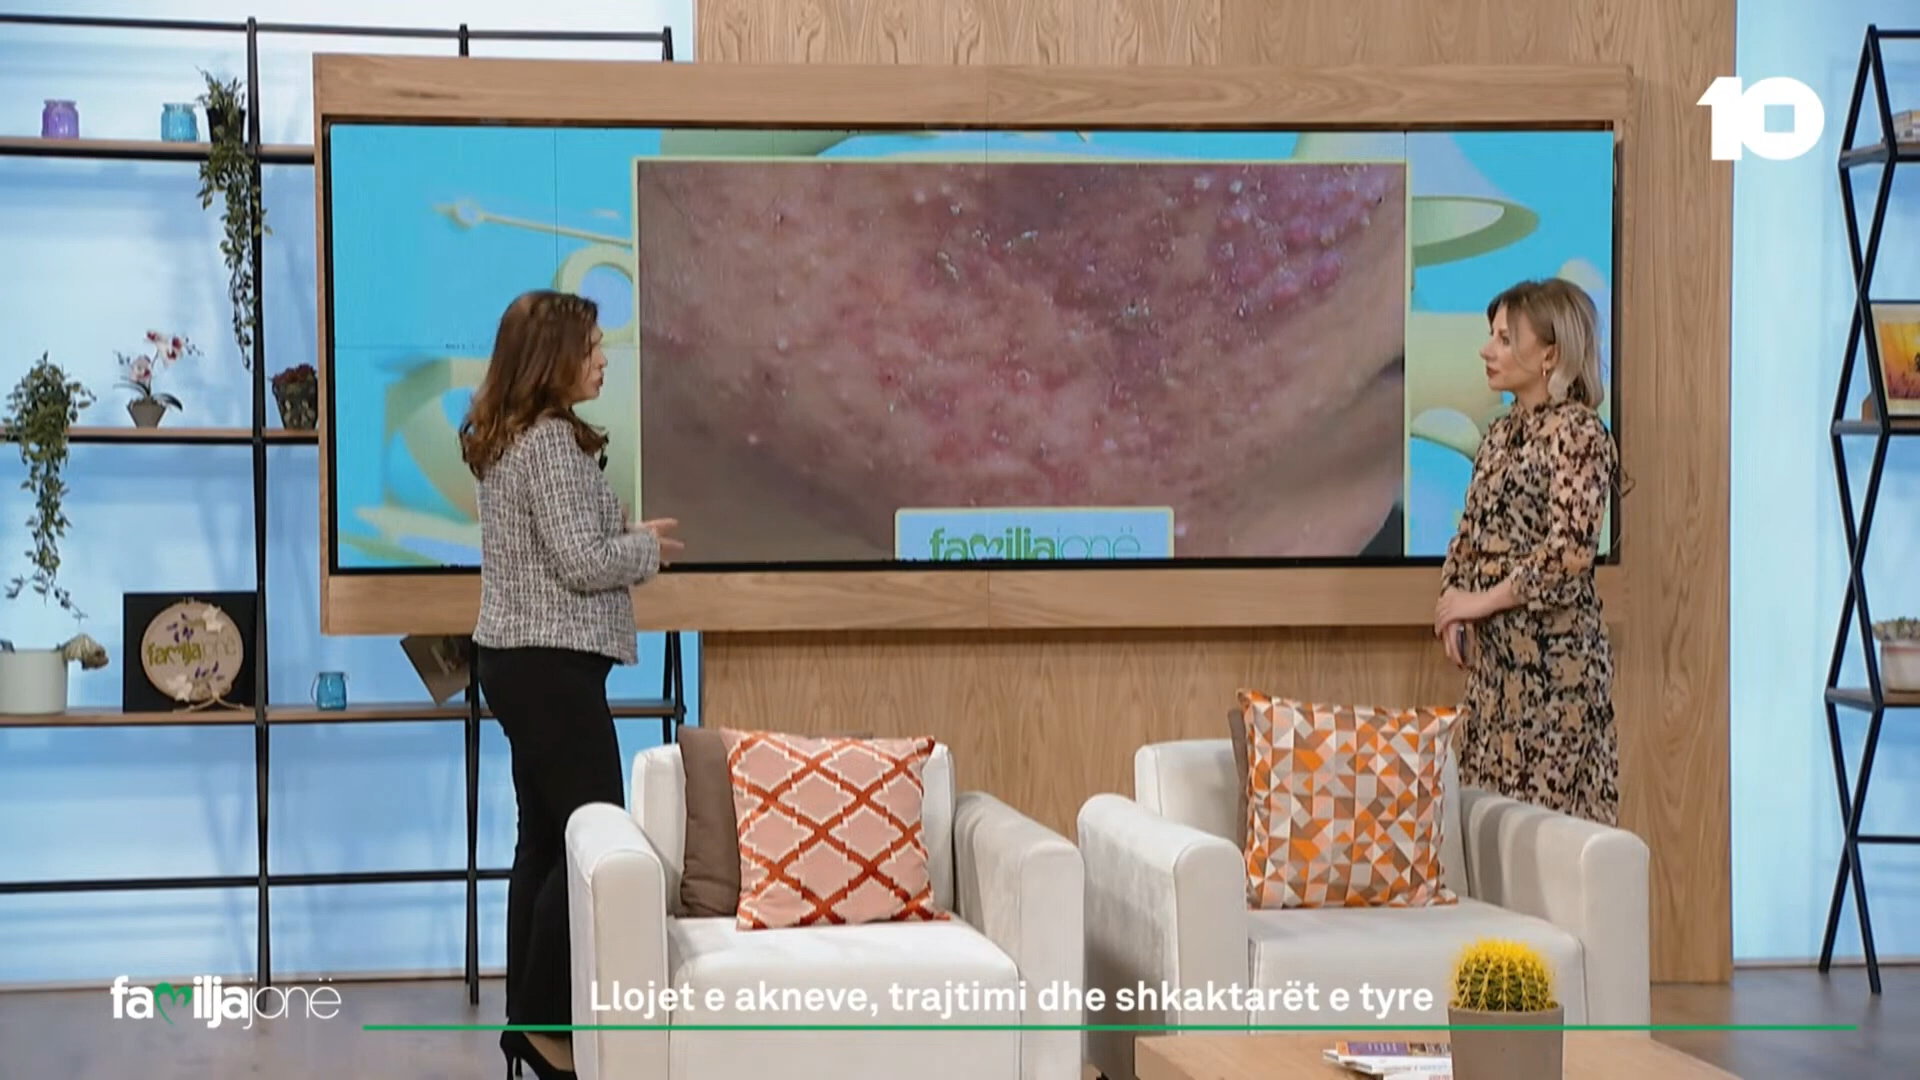 10
familjajonë
familjajonë
familjajonë
Llojet e akneve, trajtimi dhe shkaktarët e tyre